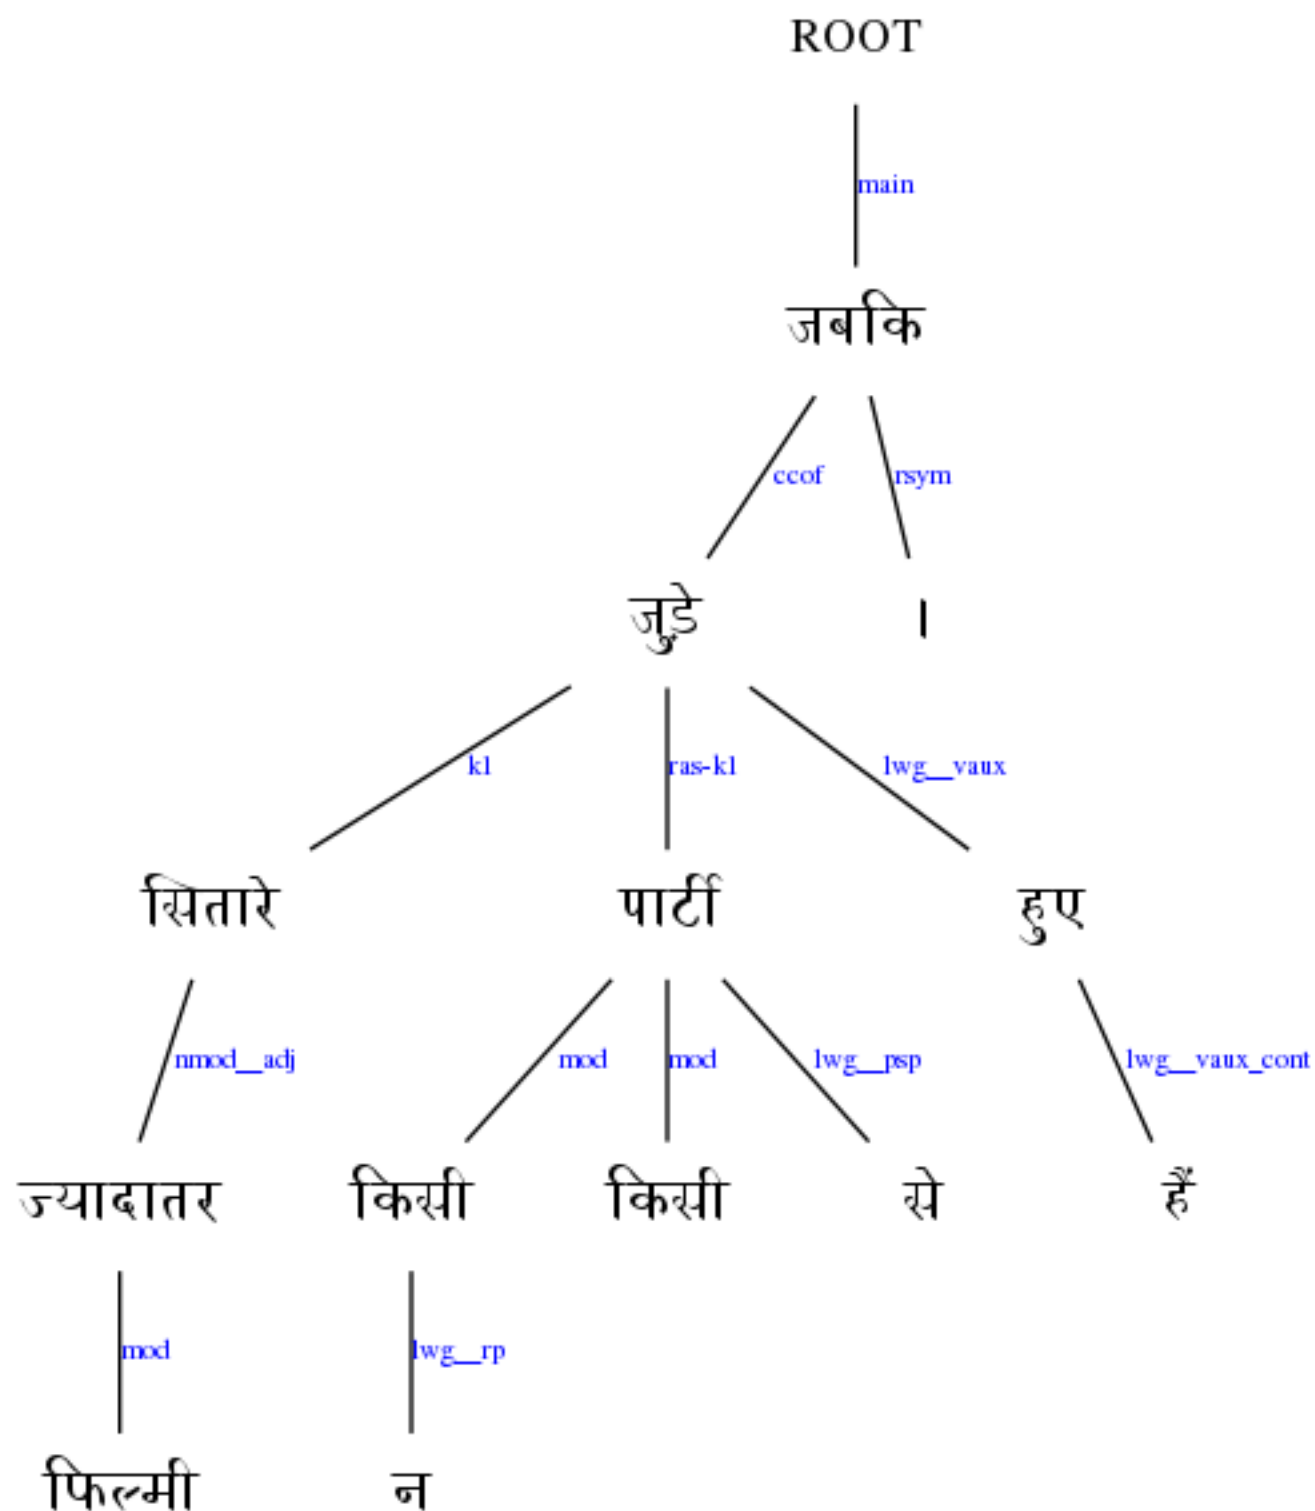 ROOT
main
जबकि
ccof rsym
जुड़े ।
k1 ras-k1 lwg__vaux
सितारे पार्टी हुए
nmod__adj mod mod lwg__psp lwg__vaux_cont
ज्यादातर किसी किसी से हैं
mod lwg__rp
फिल्मी न